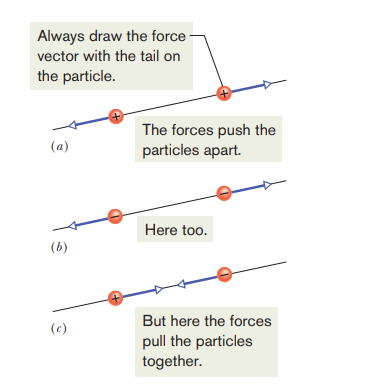 Always draw the force
vector with the tail on
the particle.
+
+
(a)
The forces push the
particles apart.
–
–
Here too.
(b)
–
+
(c)
But here the forces
pull the particles
together.